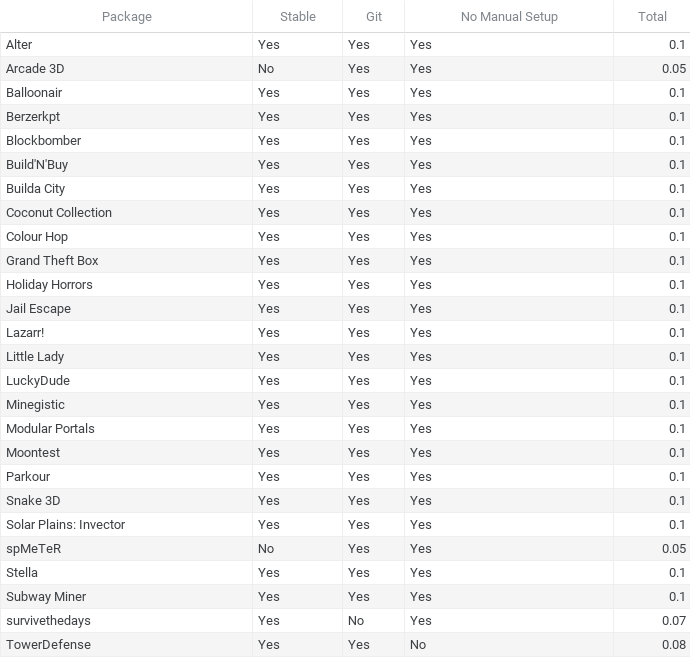 Package Stable Git No Manual Setup Total
Alter Yes Yes Yes 0.1
Arcade 3D No Yes Yes 0.05
Balloonair Yes Yes Yes 0.1
Berzerkpt Yes Yes Yes 0.1
Blockbomber Yes Yes Yes 0.1
Build'N'Buy Yes Yes Yes 0.1
Builda City Yes Yes Yes 0.1
Coconut Collection Yes Yes Yes 0.1
Colour Hop Yes Yes Yes 0.1
Grand Theft Box Yes Yes Yes 0.1
Holiday Horrors Yes Yes Yes 0.1
Jail Escape Yes Yes Yes 0.1
Lazarr! Yes Yes Yes 0.1
Little Lady Yes Yes Yes 0.1
LuckyDude Yes Yes Yes 0.1
Minegistic Yes Yes Yes 0.1
Modular Portals Yes Yes Yes 0.1
Moontest Yes Yes Yes 0.1
Parkour Yes Yes Yes 0.1
Snake 3D Yes Yes Yes 0.1
Solar Plains: Invector Yes Yes Yes 0.1
spMeTeR No Yes Yes 0.05
Stella Yes Yes Yes 0.1
Subway Miner Yes Yes Yes 0.1
survivethedays Yes No Yes 0.07
TowerDefense Yes Yes No 0.08